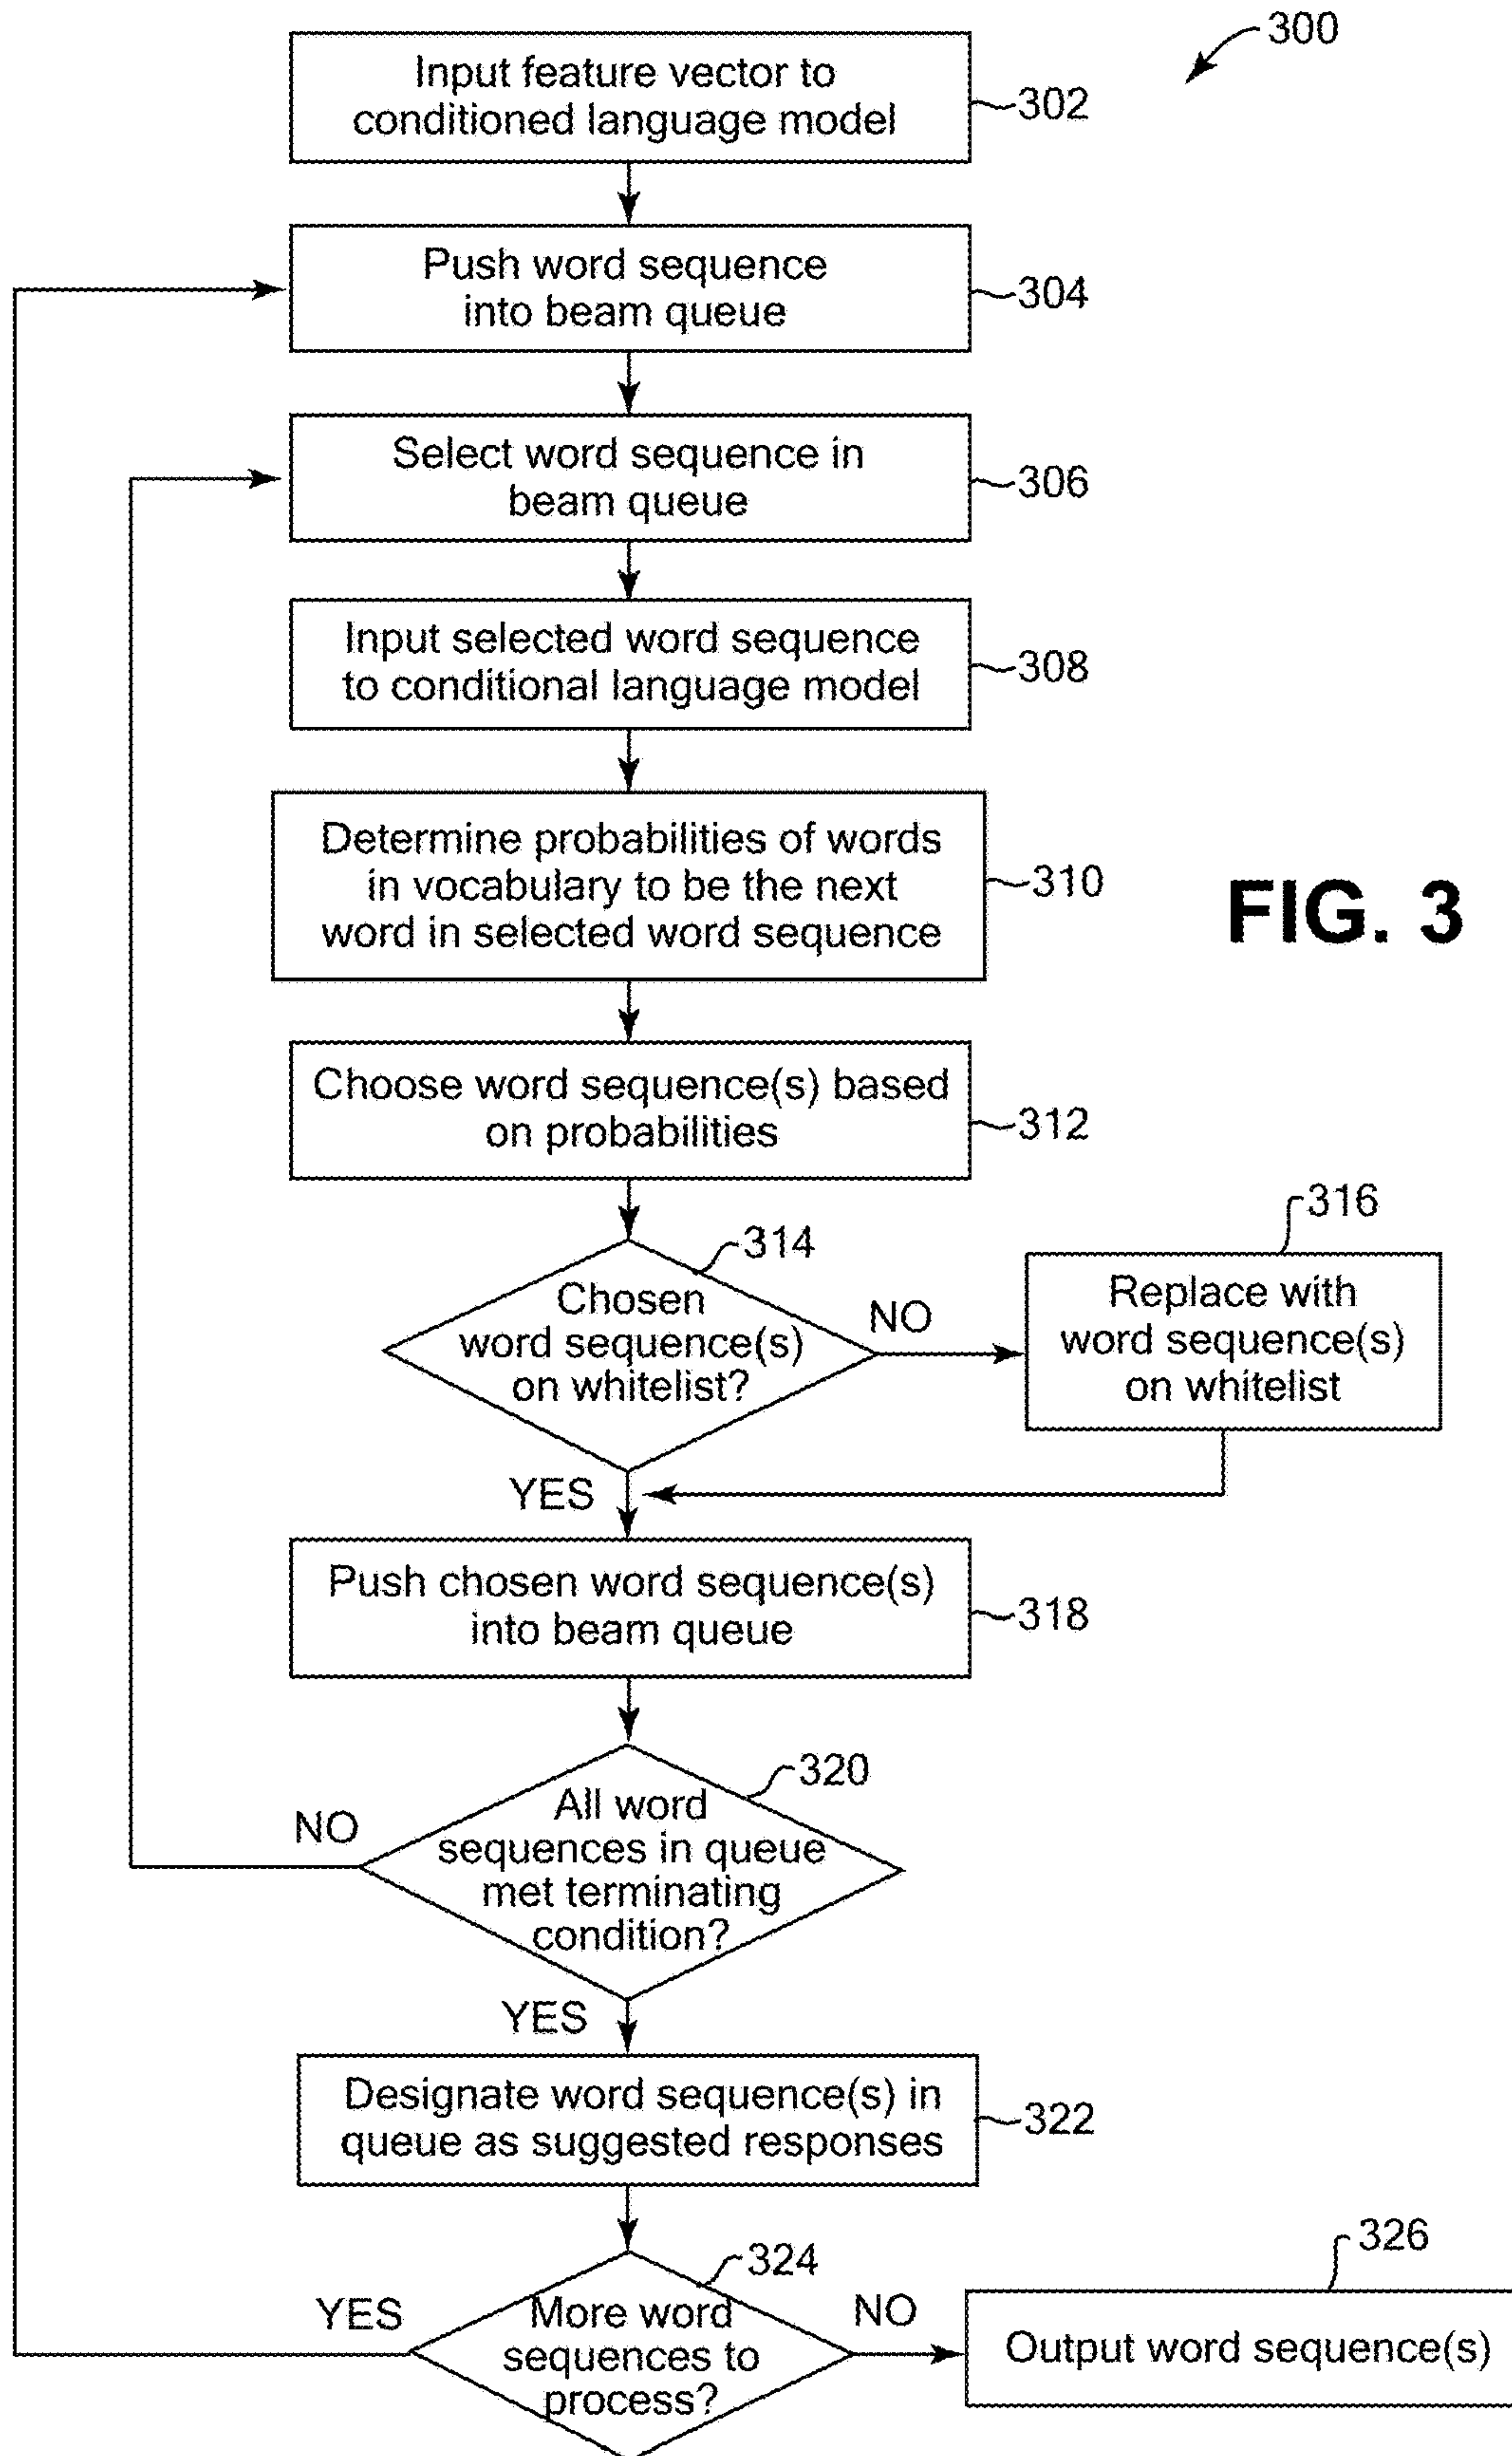 300
Input feature vector to
conditioned language model
302
Push word sequence
into beam queue
304
Select word sequence in
beam queue
306
Input selected word sequence
to conditional language model
308
Determine probabilities of words
in vocabulary to be the next
word in selected word sequence
310
FIG. 3
Choose word sequence(s) based
on probabilities
312
314
Chosen
word sequence(s)
on whitelist?
NO
316
Replace with
word sequence(s)
on whitelist
YES
Push chosen word sequence(s)
into beam queue
318
320
All word
sequences in queue
met terminating
condition?
NO
YES
Designate word sequence(s) in
queue as suggested responses
322
324
More word
sequences to
process?
YES
NO
326
Output word sequence(s)